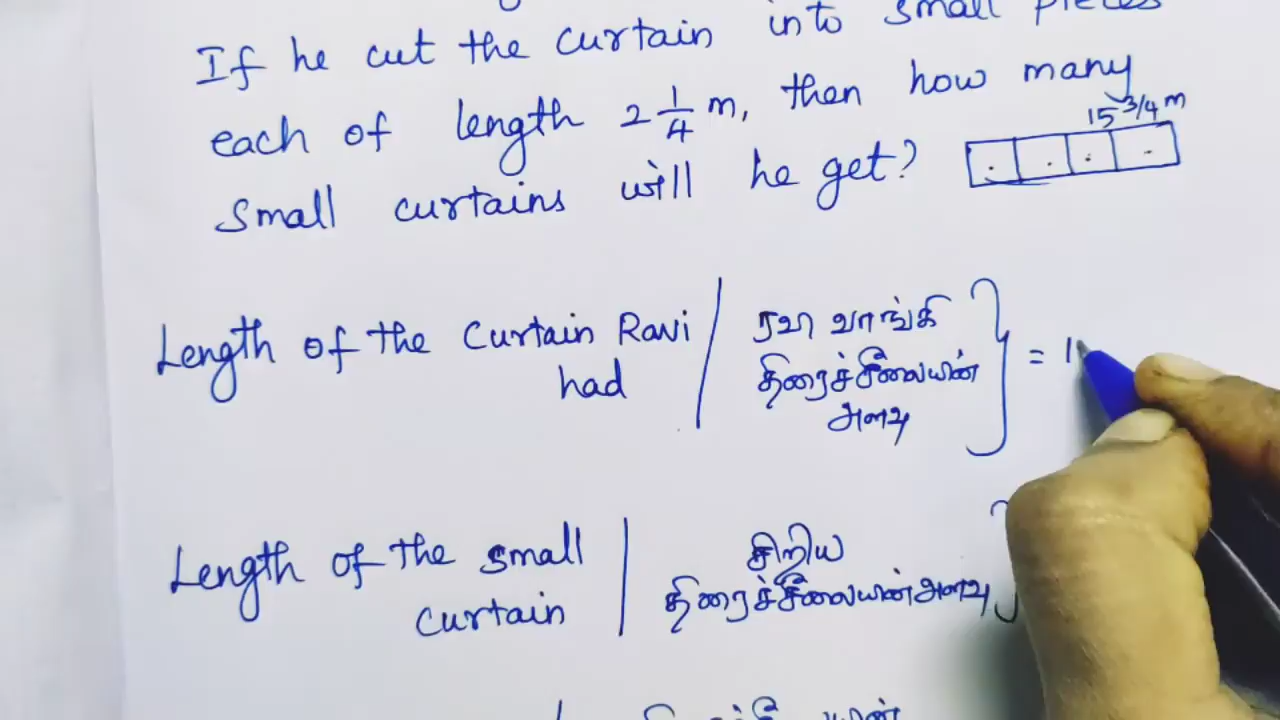 If he cut the curtain into small pieces
each of length 2 1/4 m, then how many
15 3/4 m
small curtains will he get?
Length of the Curtain Ravi / ரவி வாங்கி
had திரைச்சீலையின்
அளவு } = 1
Length of the small | சிறிய
curtain திரைச்சீலையின் அளவு }